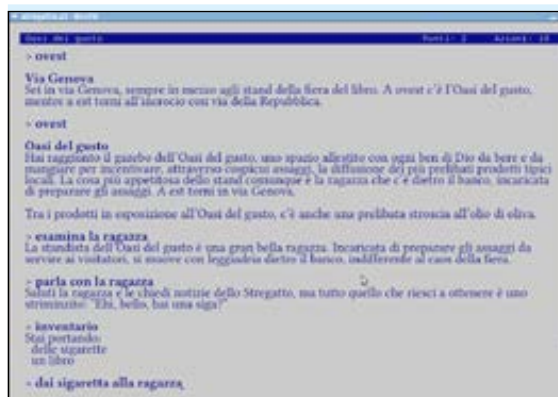 Oasi del gusto Punti: 2 Azioni: 18
> ovest
Via Genova
Sei in via Genova, sempre in mezzo agli stand della fiera del libro. A ovest c'è l'Oasi del gusto,
mentre a est torni all'incrocio con via della Repubblica.
> ovest
Oasi del gusto
Hai raggiunto il gazebo dell'Oasi del gusto, uno spazio allestito con ogni ben di Dio da bere e da
mangiare per incentivare, attraverso cospicui assaggi, la diffusione dei più prelibati prodotti tipici
locali. La cosa più appetitosa dello stand comunque è la ragazza che c'è dietro il banco, incaricata
di preparare gli assaggi. A est torni in via Genova.
Tra i prodotti in esposizione all'Oasi del gusto, c'è anche una prelibata stroscia all'olio di oliva.
> esamina la ragazza
La standista dell'Oasi del gusto è una gran bella ragazza. Incaricata di preparare gli assaggi da
servire ai visitatori, si muove con leggiadria dietro il banco, indifferente al caos della fiera.
> parla con la ragazza
Saluti la ragazza e le chiedi notizie dello Stregatto, ma tutto quello che riesci a ottenere è uno
striminzito: "Ehi, bello, hai una siga?"
> inventario
Stai portando:
delle sigarette
un libro
> dai sigaretta alla ragazza